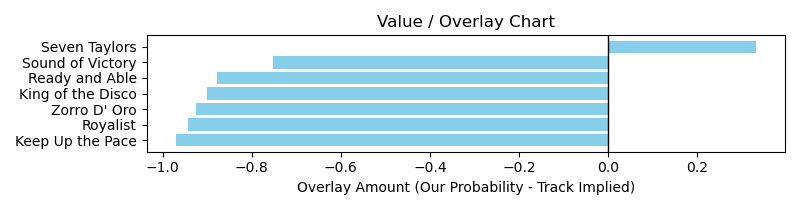 Value / Overlay Chart
Seven Taylors
Sound of Victory
Ready and Able
King of the Disco
Zorro D' Oro
Royalist
Keep Up the Pace
−1.0 −0.8 −0.6 −0.4 −0.2 0.0 0.2
Overlay Amount (Our Probability - Track Implied)